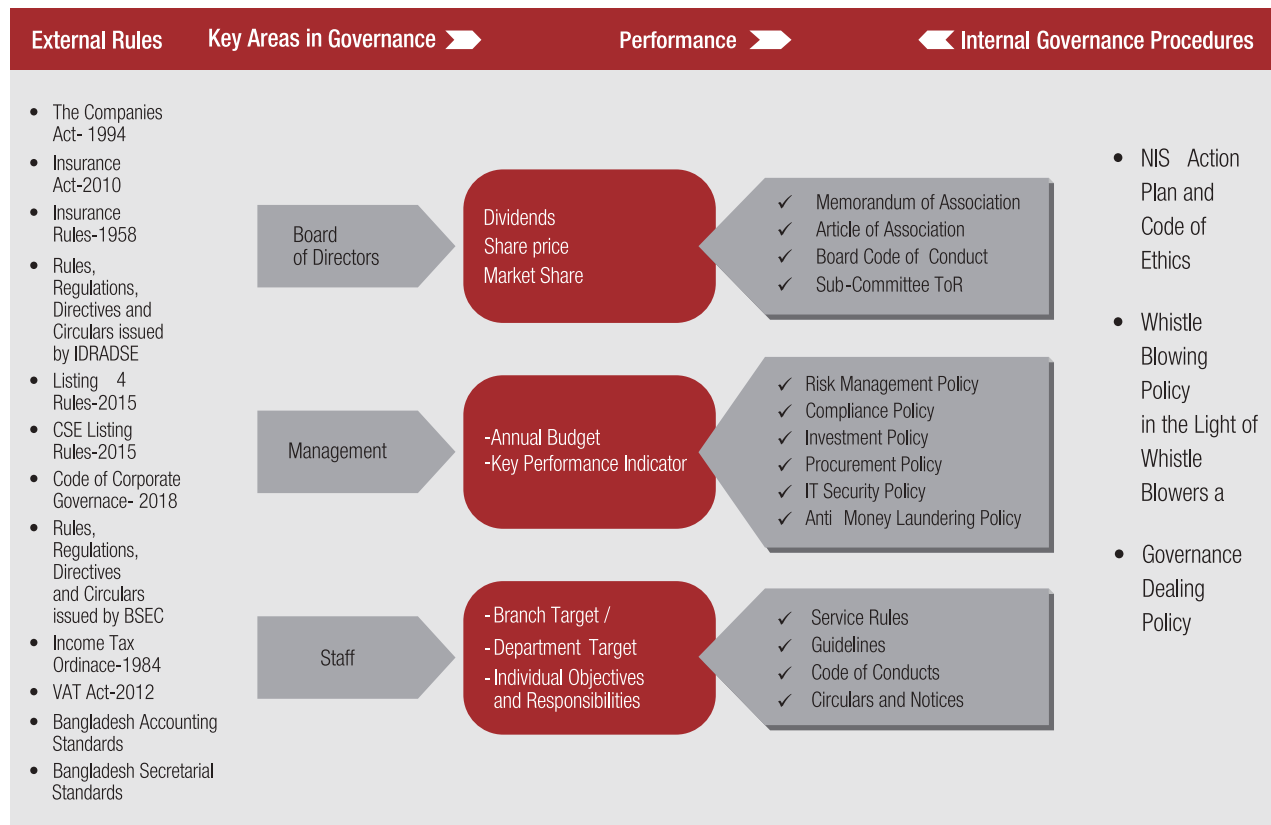 External Rules
Key Areas in Governance
Performance
Internal Governance Procedures
• The Companies
Act- 1994
• Insurance
Act-2010
• Insurance
Rules-1958
• Rules,
Regulations,
Directives and
Circulars issued
by IDRADSE
• Listing 4
Rules-2015
• CSE Listing
Rules-2015
• Code of Corporate
Governace- 2018
• Rules,
Regulations,
Directives
and Circulars
issued by BSEC
• Income Tax
Ordinace-1984
• VAT Act-2012
• Bangladesh Accounting
Standards
• Bangladesh Secretarial
Standards
Board
of Directors
Dividends
Share price
Market Share
✓ Memorandum of Association
✓ Article of Association
✓ Board Code of Conduct
✓ Sub-Committee ToR
Management
-Annual Budget
-Key Performance Indicator
✓ Risk Management Policy
✓ Compliance Policy
✓ Investment Policy
✓ Procurement Policy
✓ IT Security Policy
✓ Anti Money Laundering Policy
Staff
- Branch Target /
- Department Target
- Individual Objectives
and Responsibilities
✓ Service Rules
✓ Guidelines
✓ Code of Conducts
✓ Circulars and Notices
• NIS Action
Plan and
Code of
Ethics
• Whistle
Blowing
Policy
in the Light of
Whistle
Blowers a
• Governance
Dealing
Policy